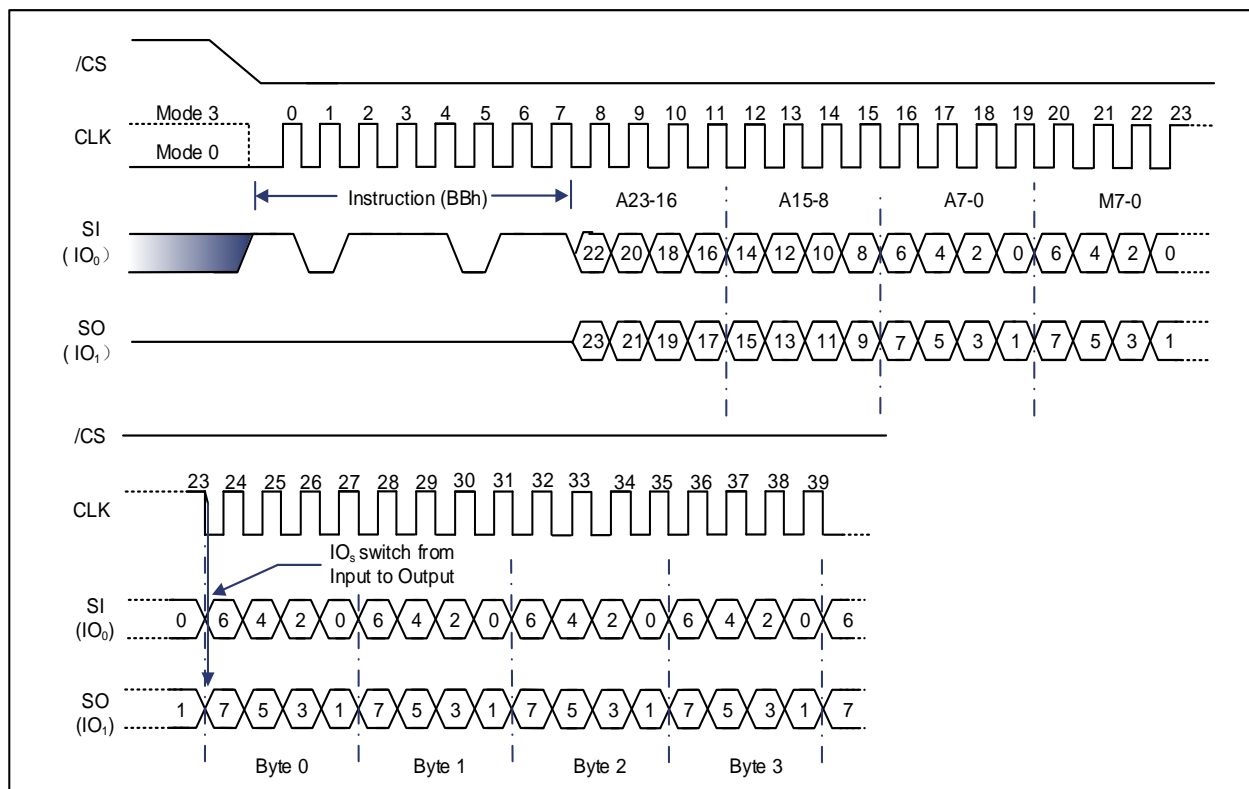 /CS
Mode 3
0 1 2 3 4 5 6 7 8 9 10 11 12 13 14 15 16 17 18 19 20 21 22 23
CLK
Mode 0
Instruction (BBh)
A23-16 A15-8 A7-0 M7-0
SI
( IO₀ )
22 20 18 16 14 12 10 8 6 4 2 0 6 4 2 0
SO
( IO₁ )
23 21 19 17 15 13 11 9 7 5 3 1 7 5 3 1
/CS
23 24 25 26 27 28 29 30 31 32 33 34 35 36 37 38 39
CLK
IOₛ switch from
Input to Output
SI
(IO₀)
0 6 4 2 0 6 4 2 0 6 4 2 0 6 4 2 0 6
SO
(IO₁)
1 7 5 3 1 7 5 3 1 7 5 3 1 7 5 3 1 7
Byte 0 Byte 1 Byte 2 Byte 3